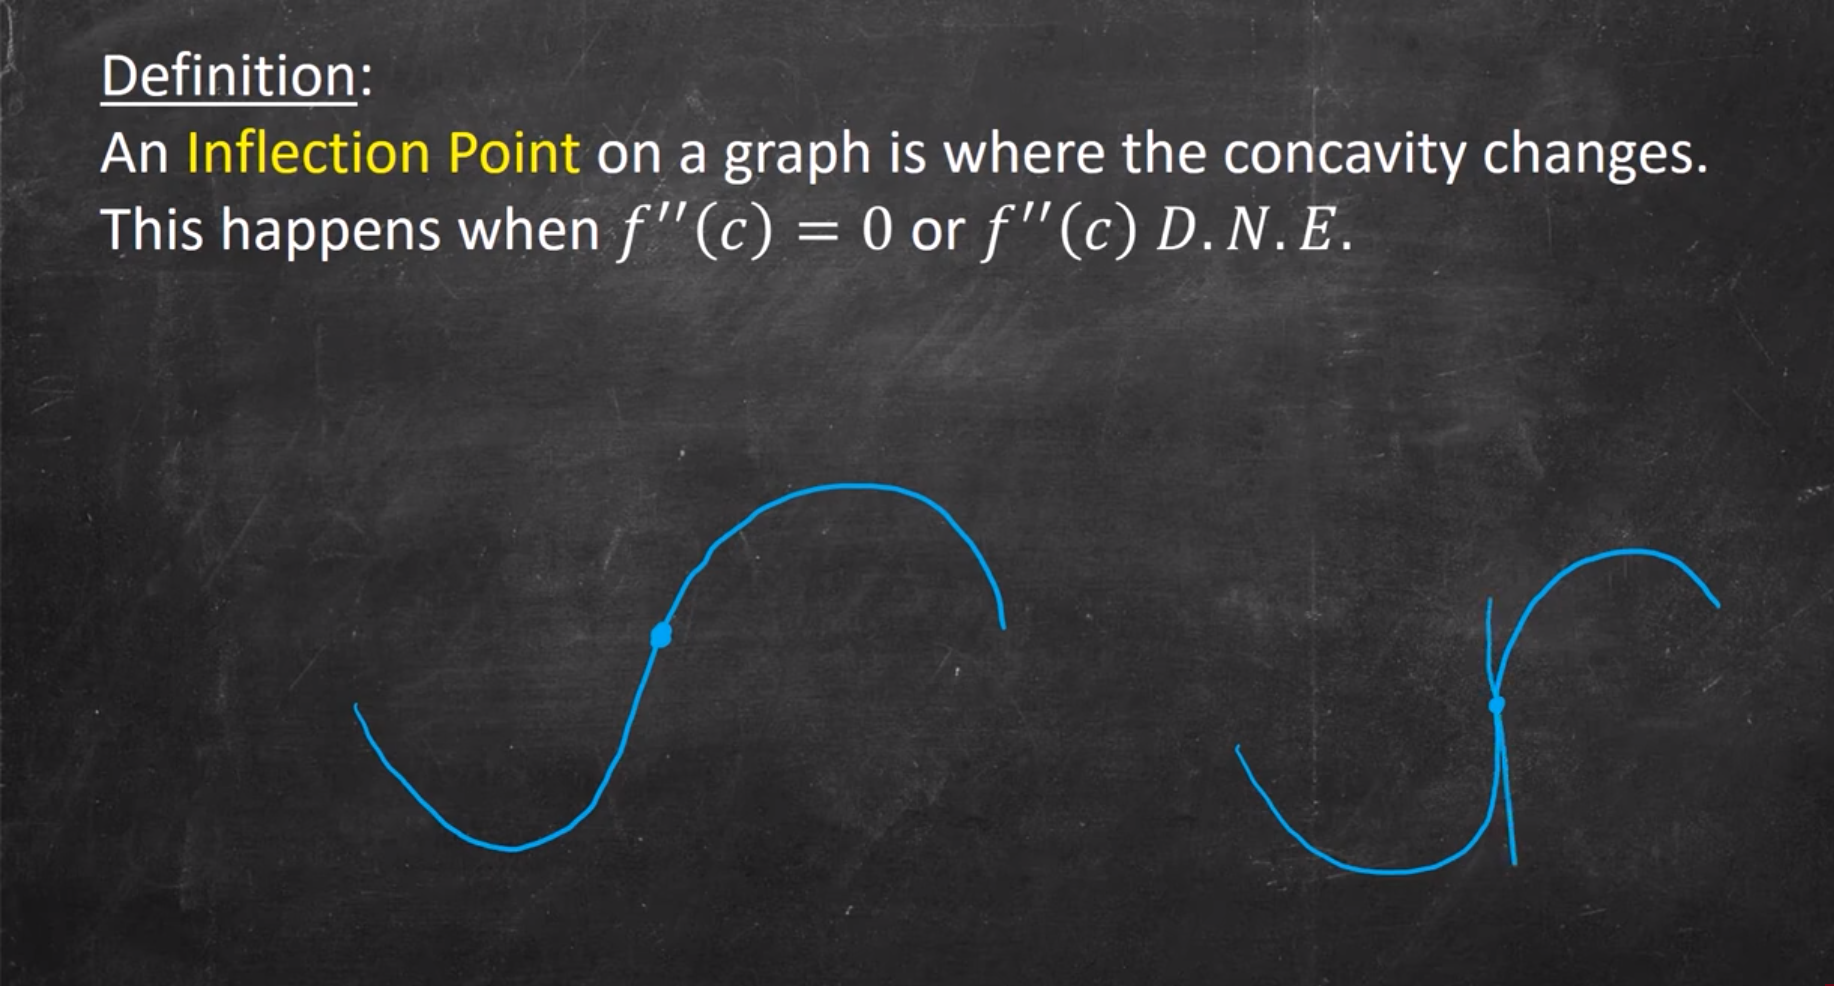 Definition:
An Inflection Point on a graph is where the concavity changes.
This happens when f′′(c) = 0 or f′′(c) D.N.E.